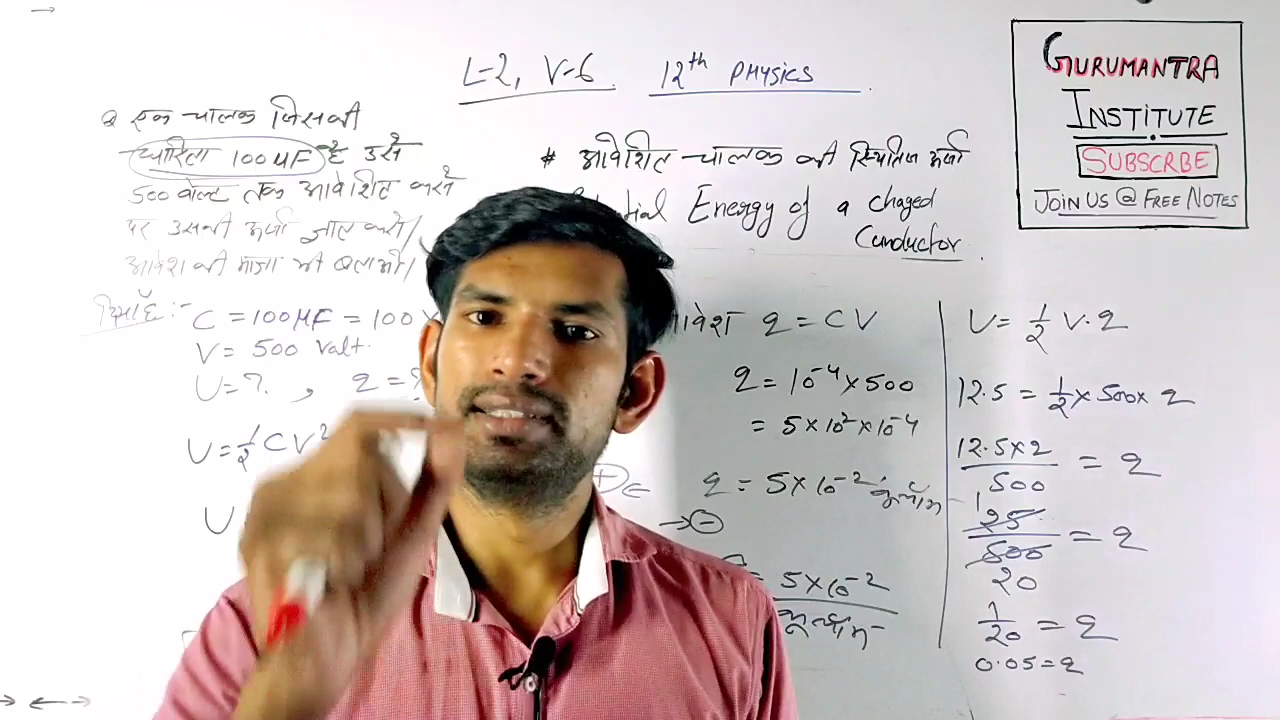 L-2, V-6 12th PHYSICS
GURUMANTRA
INSTITUTE
SUBSCRBE
JOIN US @ FREE NOTES
Q एक चालक जिसकी
धारिता 100 μF है उसे
500 वोल्ट तक आवेशित करने
पर उसकी ऊर्जा ज्ञात करो।
आवेश की मात्रा भी बताओ।
# आवेशित चालक की स्थितिज ऊर्जा
Energy of a chaged
Conductor.
C = 100 μF = 100 ×
V = 500 Valt.
U = ? , q = ?
U = 1/2 CV²
U
q = CV
q = 10⁻⁴ × 500
= 5 × 10² × 10⁻⁴
q = 5 × 10⁻² कूलॉम
+
→ −
= 5 × 10⁻²
कूलॉम
U = 1/2 V. q
12.5 = 1/2 × 500 × q
12.5 × 2 / 500 = q
1
25 / 500 = q
20
1/20 = q
0.05 = q